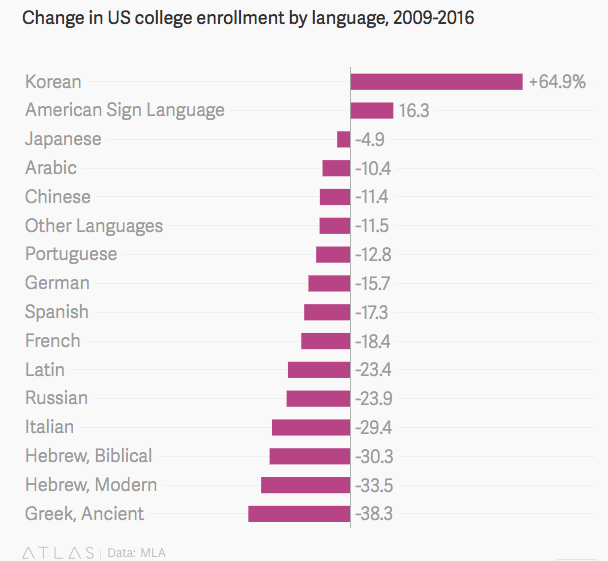 Change in US college enrollment by language, 2009-2016
Korean +64.9%
American Sign Language 16.3
Japanese -4.9
Arabic -10.4
Chinese -11.4
Other Languages -11.5
Portuguese -12.8
German -15.7
Spanish -17.3
French -18.4
Latin -23.4
Russian -23.9
Italian -29.4
Hebrew, Biblical -30.3
Hebrew, Modern -33.5
Greek, Ancient -38.3
ATLAS | Data: MLA